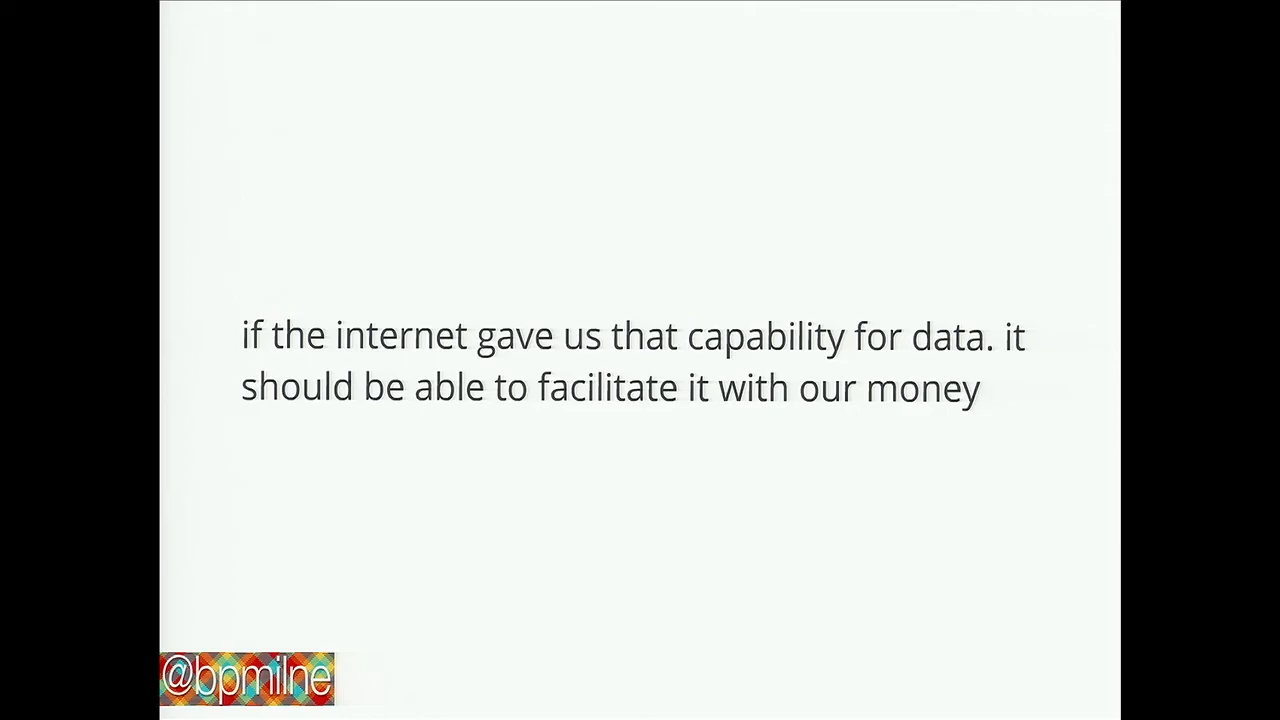 if the internet gave us that capability for data. it
should be able to facilitate it with our money
@bpmilne